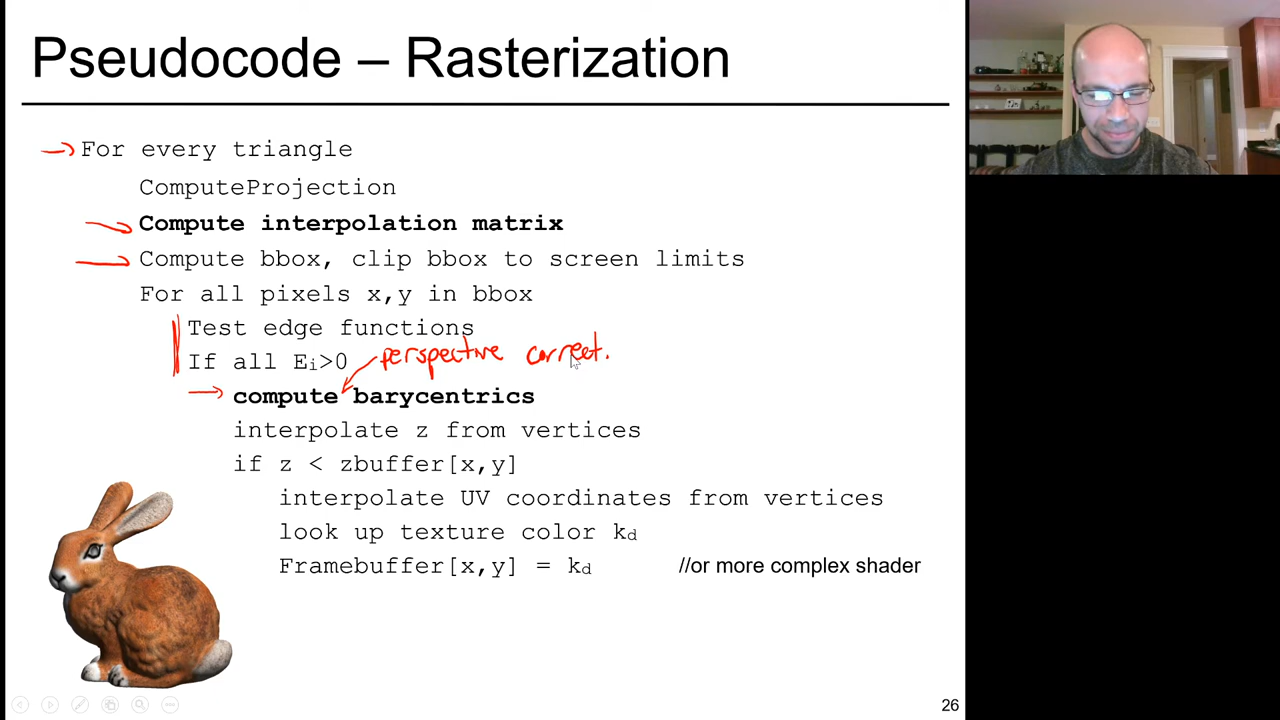 Pseudocode – Rasterization
For every triangle
ComputeProjection
Compute interpolation matrix
Compute bbox, clip bbox to screen limits
For all pixels x,y in bbox
Test edge functions
If all Ei>0
perspective correct.
compute barycentrics
interpolate z from vertices
if z < zbuffer[x,y]
interpolate UV coordinates from vertices
look up texture color kd
Framebuffer[x,y] = kd //or more complex shader
26